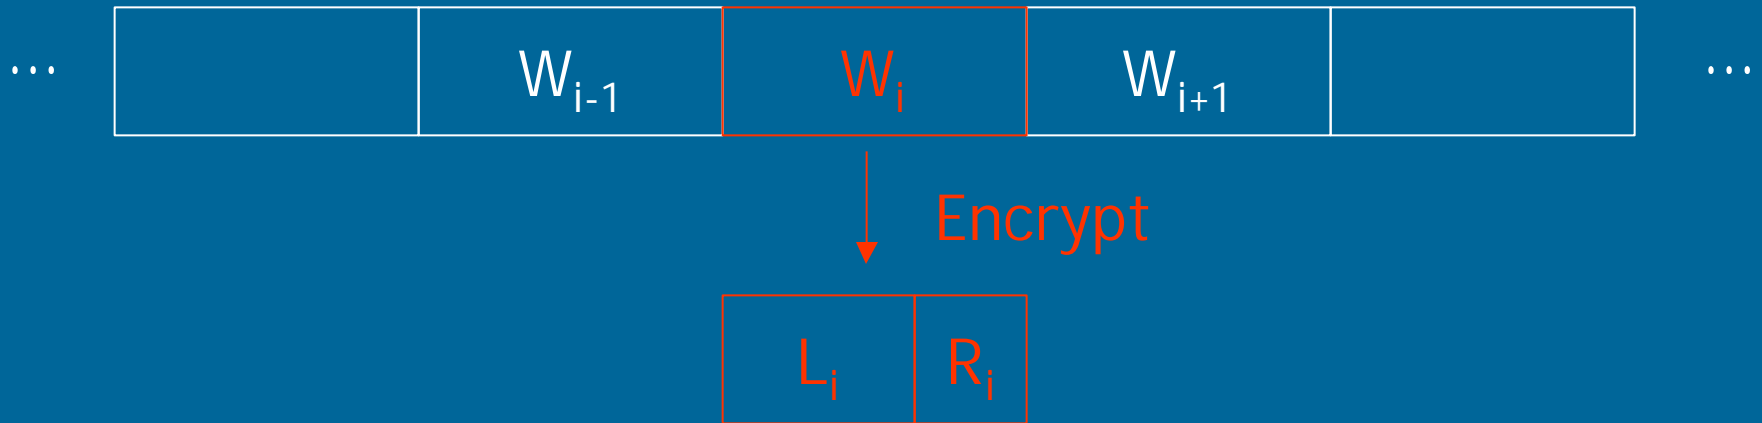 ... W_{i-1} W_i W_{i+1} ...
Encrypt
L_i R_i